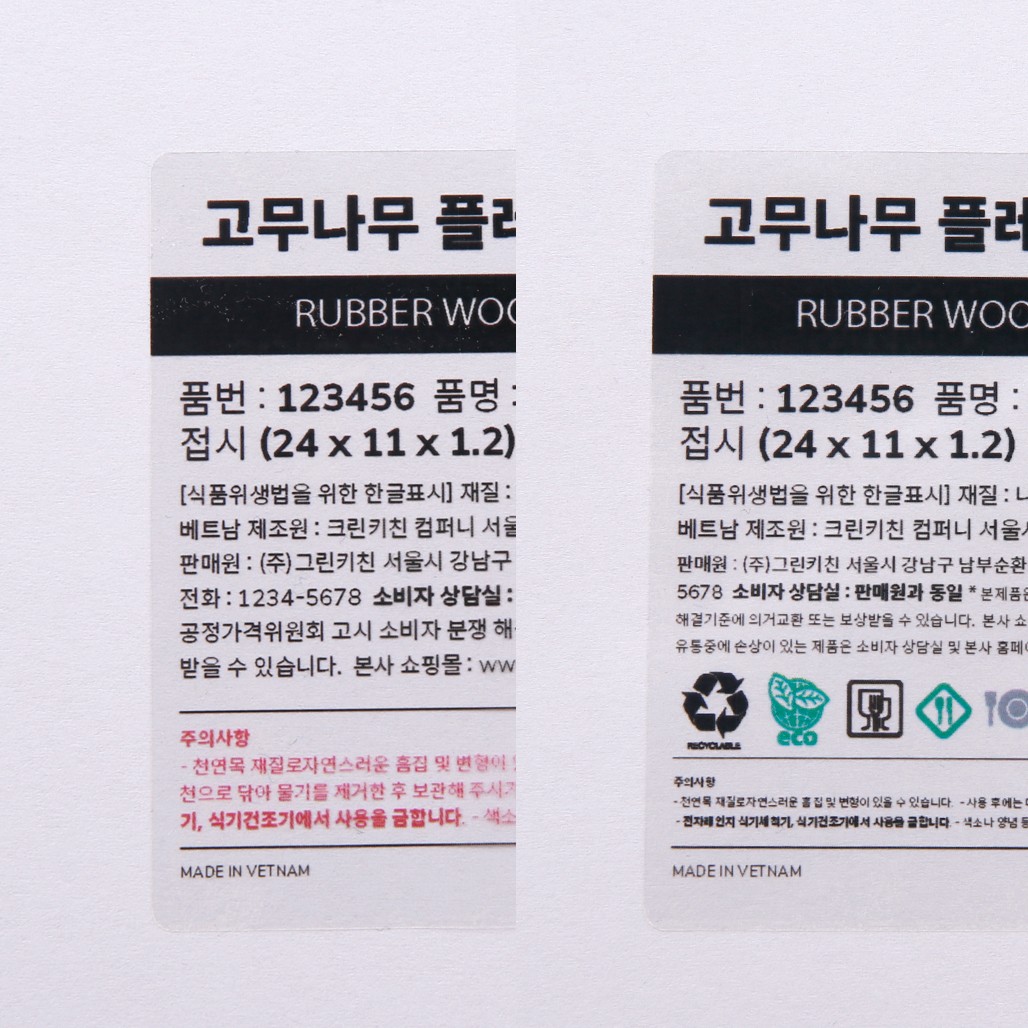 고무나무 플레
RUBBER WOO
품번 : 123456 품명 :
접시 (24 x 11 x 1.2)
[식품위생법을 위한 한글표시] 재질 :
베트남 제조원 : 크린키친 컴퍼니 서울
판매원 : (주)그린키친 서울시 강남구
전화 : 1234-5678 소비자 상담실 :
공정가격위원회 고시 소비자 분쟁 해
받을 수 있습니다. 본사 쇼핑몰 : ww
주의사항
- 천연목 재질로자연스러운 흠집 및 변형이
천으로 닦아 물기를 제거한 후 보관해 주시기
기, 식기건조기에서 사용을 금합니다. - 색소
MADE IN VETNAM
고무나무 플레
RUBBER WOO
품번 : 123456 품명 :
접시 (24 x 11 x 1.2)
[식품위생법을 위한 한글표시] 재질 : 나
베트남 제조원 : 크린키친 컴퍼니 서울시
판매원 : (주)그린키친 서울시 강남구 남부순환
5678 소비자 상담실 : 판매원과 동일 * 본제품은
해결기준에 의거교환 또는 보상받을 수 있습니다. 본사 쇼
유통중에 손상이 있는 제품은 소비자 상담실 및 본사 홈페이
RECYCLABLE
eco
주의사항
- 천연목 재질로자연스러운 흠집 및 변형이 있을 수 있습니다. - 사용 후에는
- 전자레인지 식기세척기, 식기건조기에서 사용을 금합니다. - 색소나 양념 등
MADE IN VETNAM